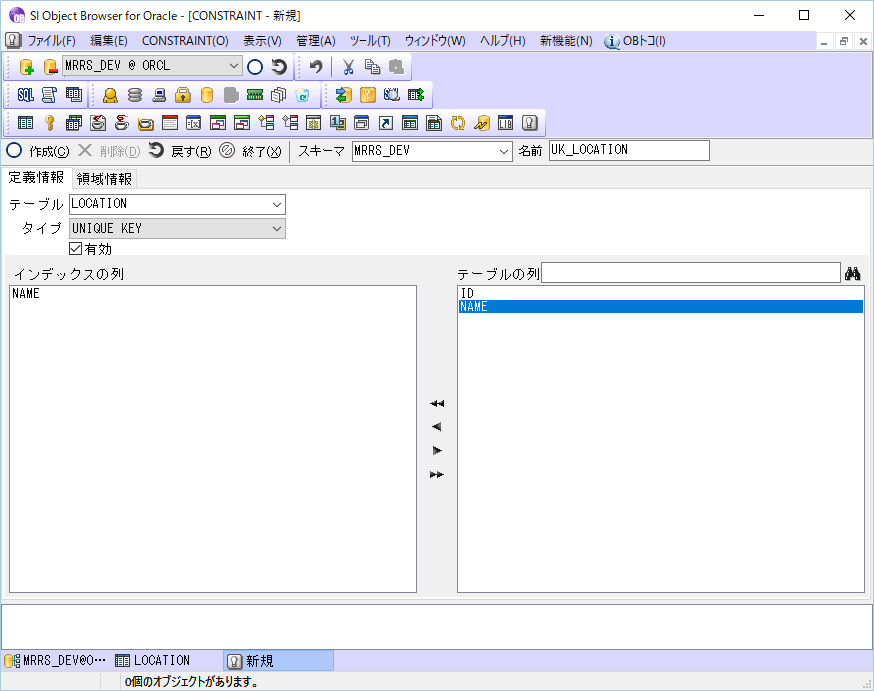 SI Object Browser for Oracle - [CONSTRAINT - 新規]
ファイル(F) 編集(E) CONSTRAINT(O) 表示(V) 管理(A) ツール(T) ウィンドウ(W) ヘルプ(H) 新機能(N) OBトコ(I)
MRRS_DEV @ ORCL
SQL
LIB
作成(C) 削除(D) 戻す(R) 終了(X) スキーマ MRRS_DEV 名前 UK_LOCATION
定義情報 領域情報
テーブル LOCATION
タイプ UNIQUE KEY
有効
インデックスの列 テーブルの列
NAME
ID
NAME
MRRS_DEV@O… LOCATION 新規
0個のオブジェクトがあります。